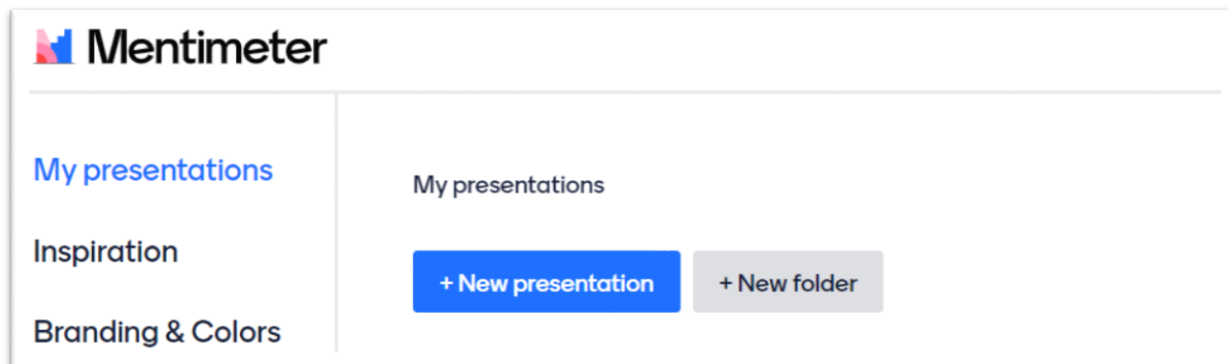 Mentimeter
My presentations
Inspiration
Branding & Colors
My presentations
+ New presentation
+ New folder